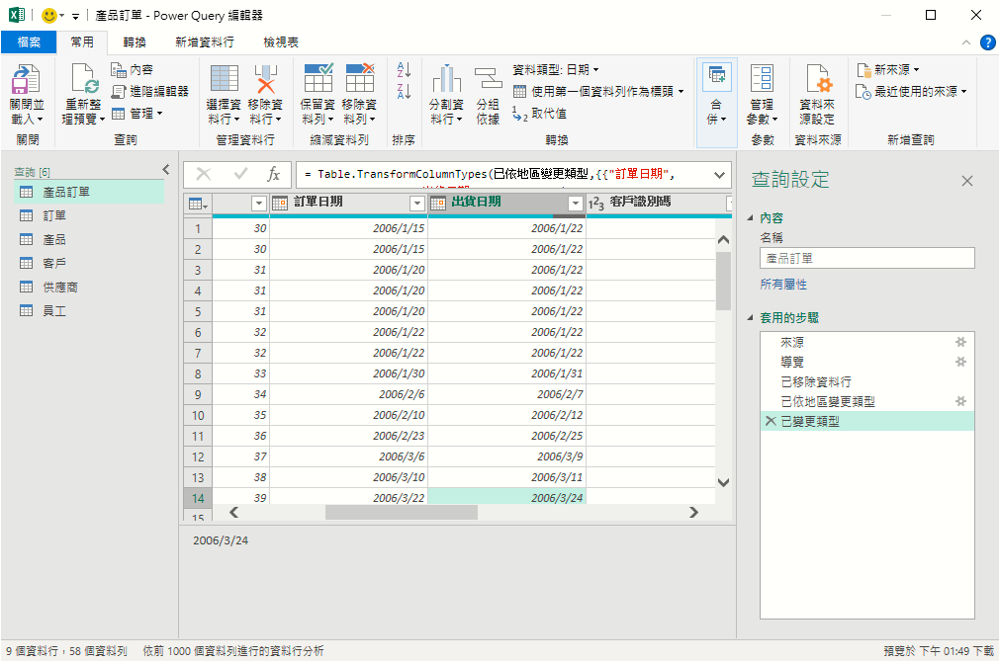 產品訂單 - Power Query 編輯器
檔案 常用 轉換 新增資料行 檢視表
關閉並載入 關閉
重新整理預覽 內容 進階編輯器 管理 查詢
選擇資料行 移除資料行 管理資料行
保留資料列 移除資料列 縮減資料列
A Z Z A 排序
分割資料行 分組依據 資料類型: 日期 使用第一個資料列作為標頭 1 2 取代值 轉換
合併
管理參數 參數
資料來源設定 資料來源
新來源 最近使用的來源 新增查詢
查詢 [6]
產品訂單
訂單
產品
客戶
供應商
員工
fx = Table.TransformColumnTypes(已依地區變更類型,{{"訂單日期",
訂單日期 出貨日期 1 2 3 客戶識別碼
1 30 2006/1/15 2006/1/22
2 30 2006/1/15 2006/1/22
3 31 2006/1/20 2006/1/22
4 31 2006/1/20 2006/1/22
5 31 2006/1/20 2006/1/22
6 32 2006/1/22 2006/1/22
7 32 2006/1/22 2006/1/22
8 33 2006/1/30 2006/1/31
9 34 2006/2/6 2006/2/7
10 35 2006/2/10 2006/2/12
11 36 2006/2/23 2006/2/25
12 37 2006/3/6 2006/3/9
13 38 2006/3/10 2006/3/11
14 39 2006/3/22 2006/3/24
15
2006/3/24
查詢設定
內容
名稱
產品訂單
所有屬性
套用的步驟
來源
導覽
已移除資料行
已依地區變更類型
已變更類型
9 個資料行，58 個資料列 依前 1000 個資料列進行的資料行分析 預覽於 下午 01:49 下載